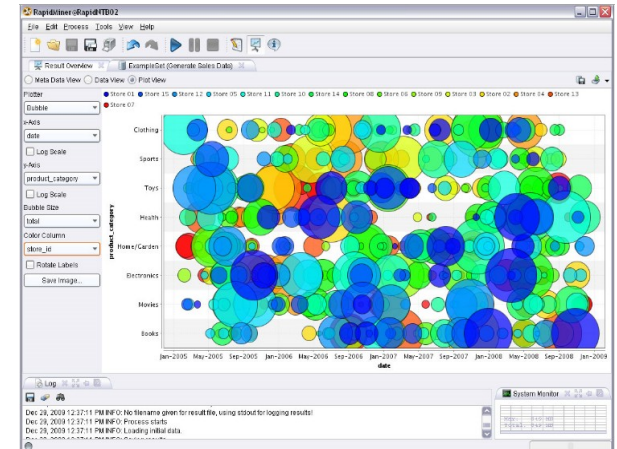 RapidMiner@RapidMTB02
File Edit Process Tools View Help
Result Overview ExampleSet (Generate Sales Data)
Meta Data View Data View Plot View
Plotter
Bubble
x-Axis
date
Log Scale
y-Axis
product_category
Log Scale
Bubble Size
total
Color Column
store_id
Rotate Labels
Save Image...
Store 01 Store 15 Store 12 Store 05 Store 11 Store 10 Store 14 Store 08 Store 06 Store 09 Store 03 Store 02 Store 04 Store 13
Store 07
product_category
Clothing
Sports
Toys
Health
Home/Garden
Electronics
Movies
Books
Jan-2005 May-2005 Sep-2005 Jan-2006 May-2006 Sep-2006 Jan-2007 May-2007 Sep-2007 Jan-2008 May-2008 Sep-2008 Jan-2009
date
Log
System Monitor
Dec 29, 2009 12:37:11 PM INFO: No filename given for result file, using stdout for logging results!
Dec 29, 2009 12:37:11 PM INFO: Process starts
Dec 29, 2009 12:37:11 PM INFO: Loading initial data.